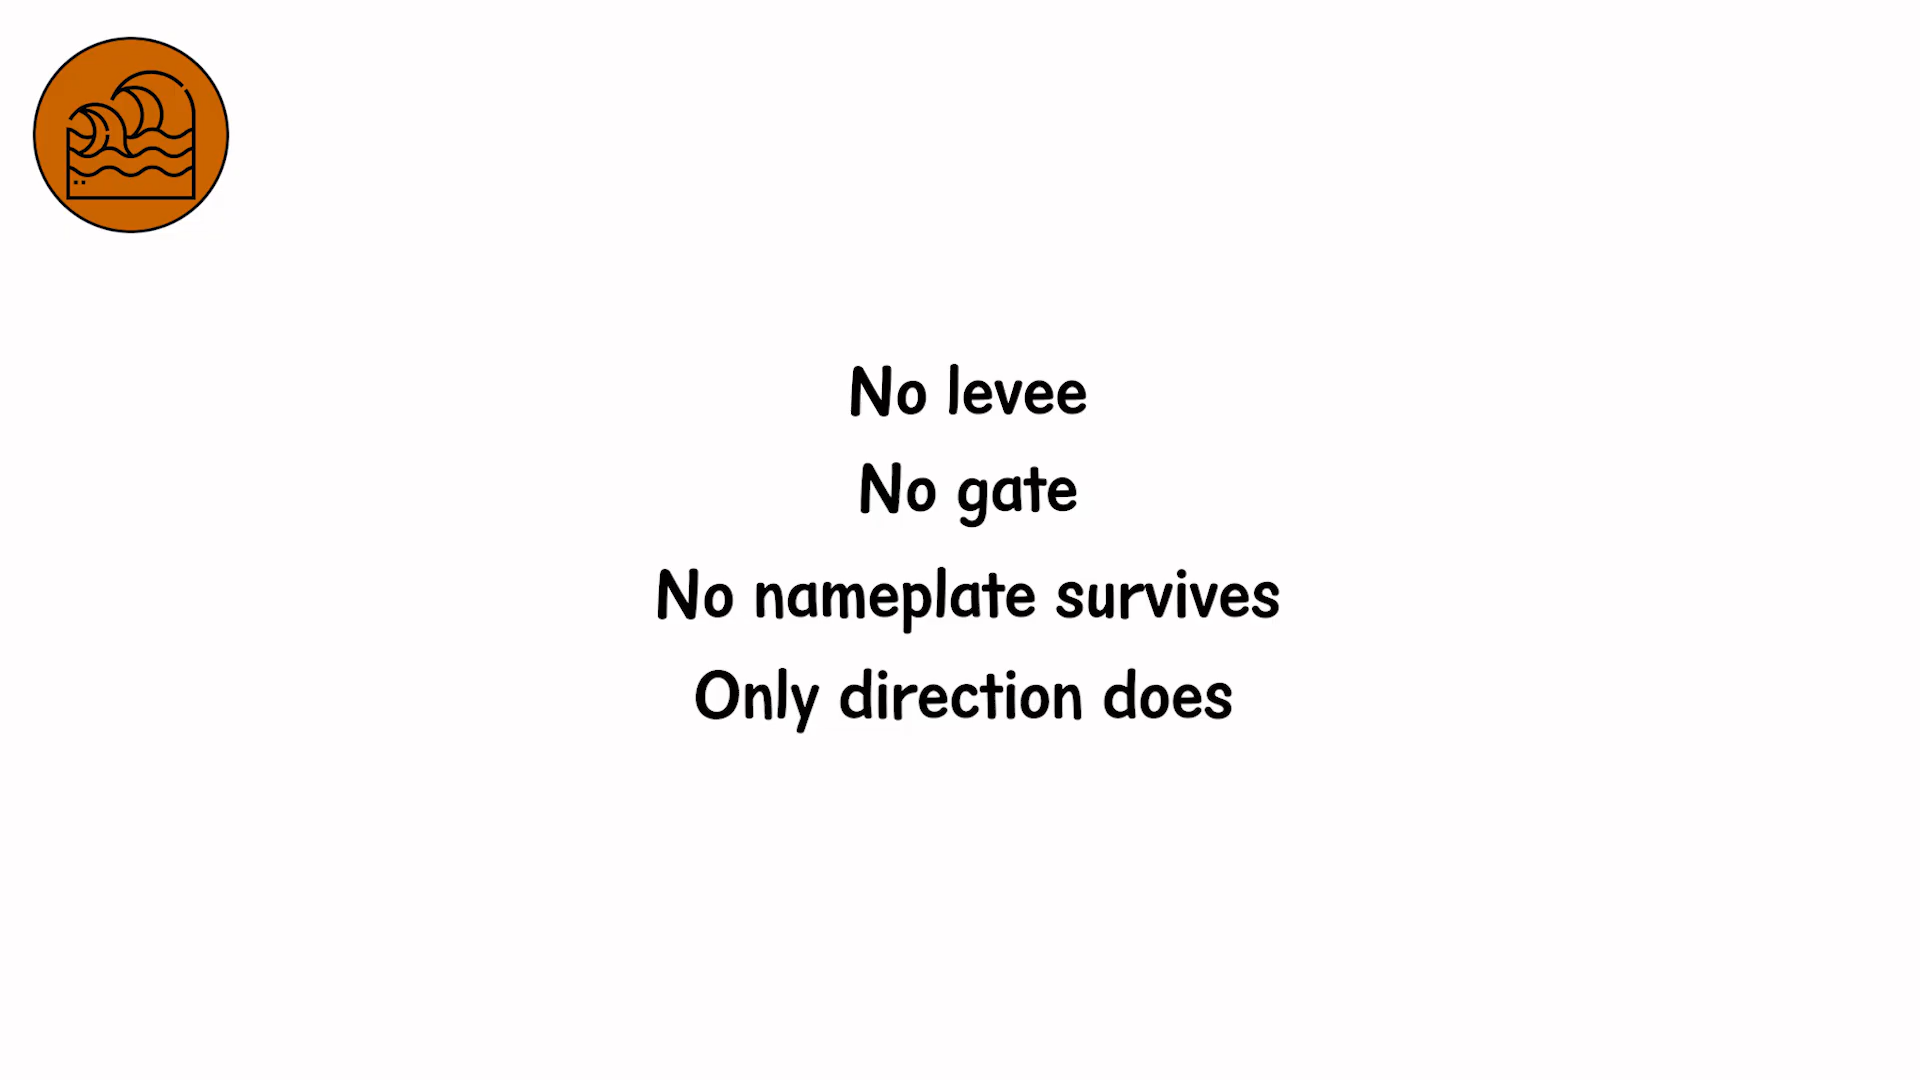 No levee
No gate
No nameplate survives
Only direction does